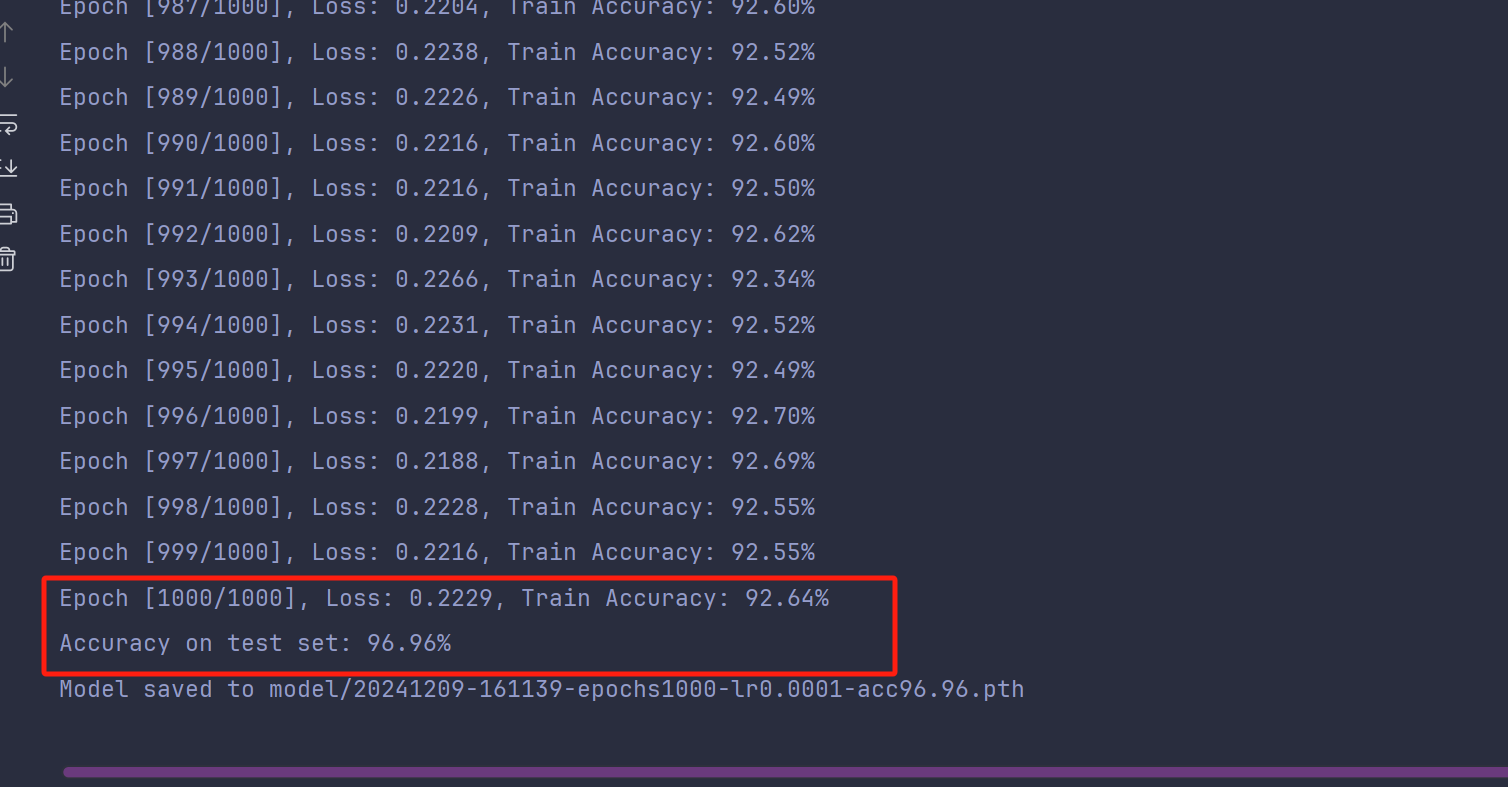 Epoch [987/1000], Loss: 0.2204, Train Accuracy: 92.60%
Epoch [988/1000], Loss: 0.2238, Train Accuracy: 92.52%
Epoch [989/1000], Loss: 0.2226, Train Accuracy: 92.49%
Epoch [990/1000], Loss: 0.2216, Train Accuracy: 92.60%
Epoch [991/1000], Loss: 0.2216, Train Accuracy: 92.50%
Epoch [992/1000], Loss: 0.2209, Train Accuracy: 92.62%
Epoch [993/1000], Loss: 0.2266, Train Accuracy: 92.34%
Epoch [994/1000], Loss: 0.2231, Train Accuracy: 92.52%
Epoch [995/1000], Loss: 0.2220, Train Accuracy: 92.49%
Epoch [996/1000], Loss: 0.2199, Train Accuracy: 92.70%
Epoch [997/1000], Loss: 0.2188, Train Accuracy: 92.69%
Epoch [998/1000], Loss: 0.2228, Train Accuracy: 92.55%
Epoch [999/1000], Loss: 0.2216, Train Accuracy: 92.55%
Epoch [1000/1000], Loss: 0.2229, Train Accuracy: 92.64%
Accuracy on test set: 96.96%
Model saved to model/20241209-161139-epochs1000-lr0.0001-acc96.96.pth